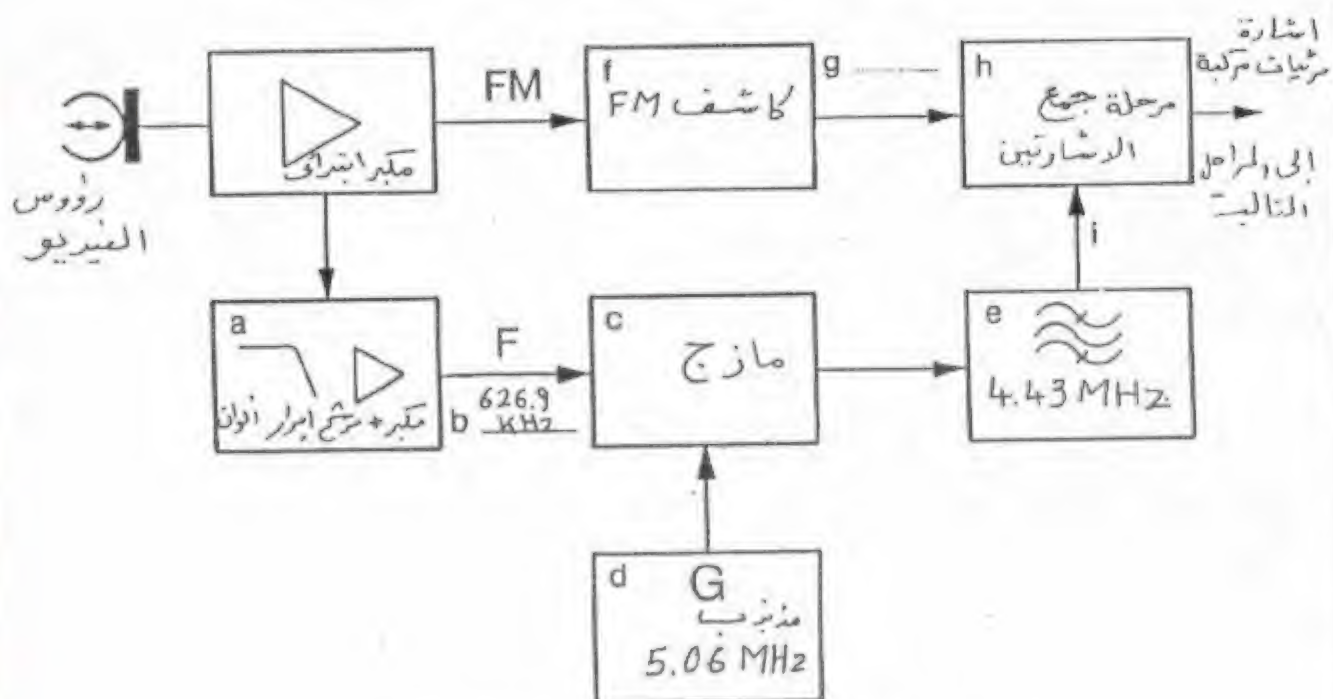 اشارة
مرئيات مركبة
إلى المراحل
التالية
رؤوس
الفيديو
مكبر ابتدائي
FM
f
كاشف FM
g
h
مرحلة جمع
الاشارتين
i
a
مكبر + مرشح امرار ألوان
F
b 626.9
KHz
c
مازج
e
4.43 MHz
d
G
مذبذب
5.06 MHz